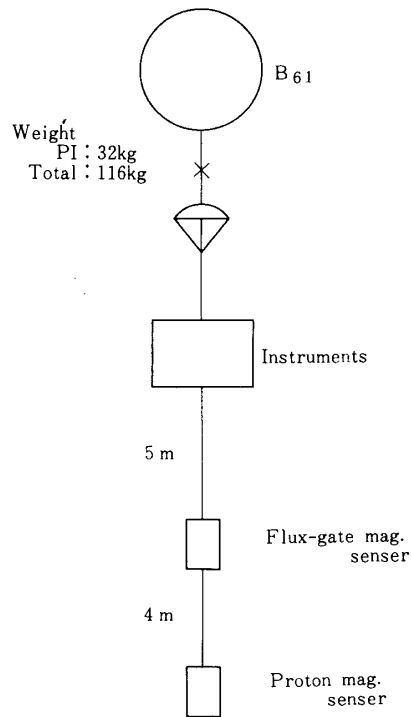 B61
Weight
PI : 32kg
Total : 116kg
Instruments
5 m
Flux-gate mag.
senser
4 m
Proton mag.
senser